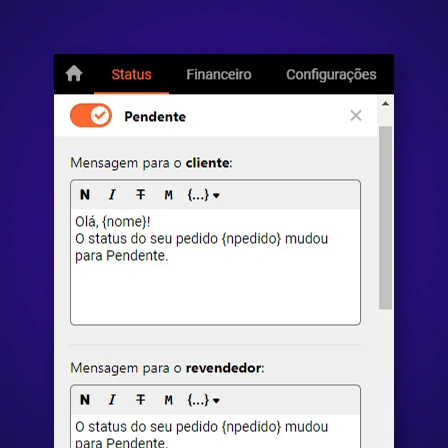 Status Financeiro Configurações
Pendente
Mensagem para o cliente:
N I T M {...}
Olá, {nome}!
O status do seu pedido {npedido} mudou
para Pendente.
Mensagem para o revendedor:
N I T M {...}
O status do seu pedido {npedido} mudou
para Pendente.